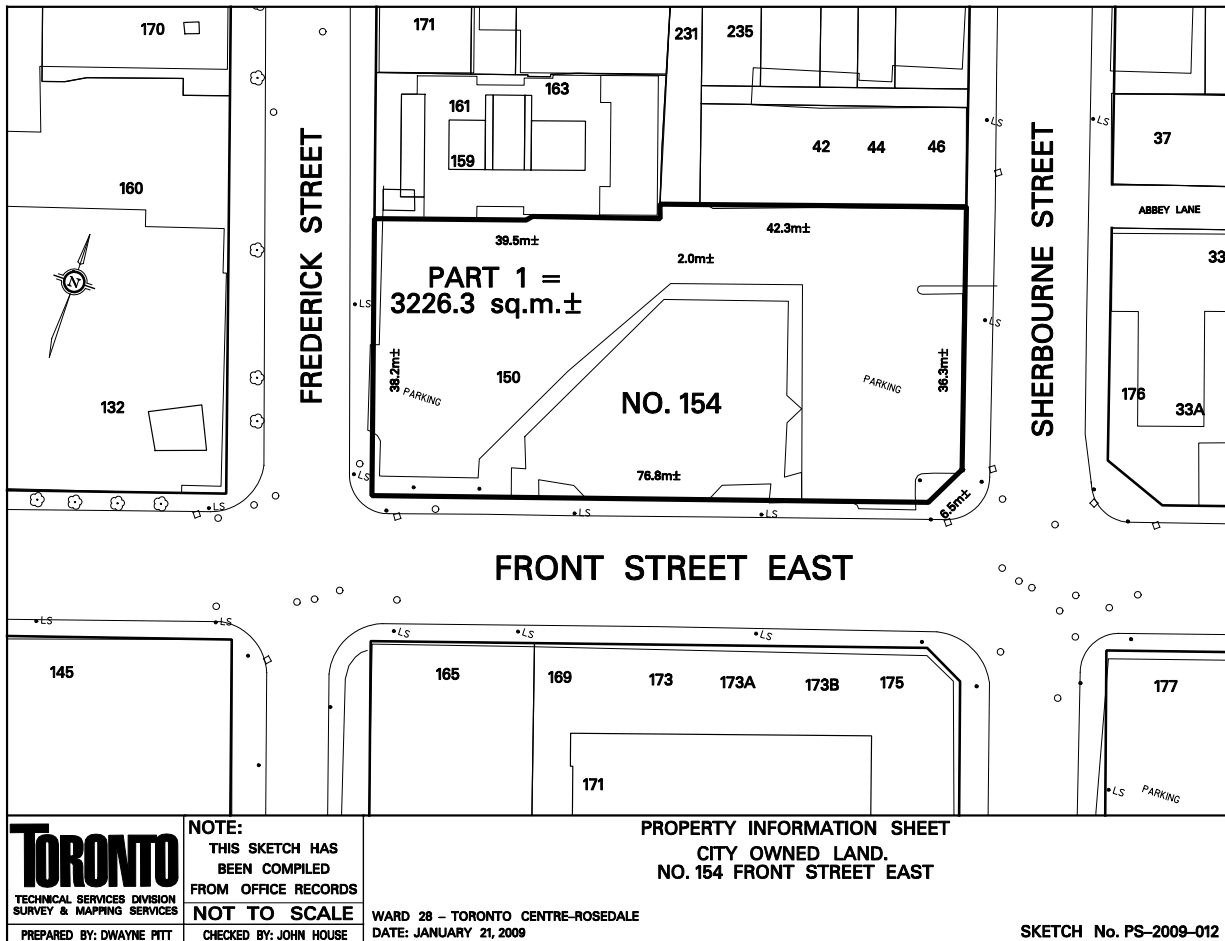 170
171
231
235
163
161
159
42
44
46
LS
LS
37
160
FREDERICK STREET
SHERBOURNE STREET
ABBEY LANE
39.5m±
42.3m±
2.0m±
33
N
PART 1 =
3226.3 sq.m.±
LS
LS
38.2m±
36.3m±
150
PARKING
PARKING
NO. 154
132
176
33A
76.8m±
6.5m±
LS
LS
LS
LS
FRONT STREET EAST
LS
LS
LS
LS
LS
145
165
169
173
173A
173B
175
177
171
LS
PARKING
TORONTO
TECHNICAL SERVICES DIVISION
SURVEY & MAPPING SERVICES
PREPARED BY: DWAYNE PITT
NOTE:
THIS SKETCH HAS
BEEN COMPILED
FROM OFFICE RECORDS
NOT TO SCALE
CHECKED BY: JOHN HOUSE
PROPERTY INFORMATION SHEET
CITY OWNED LAND.
NO. 154 FRONT STREET EAST
WARD 28 – TORONTO CENTRE–ROSEDALE
DATE: JANUARY 21, 2009
SKETCH No. PS–2009–012